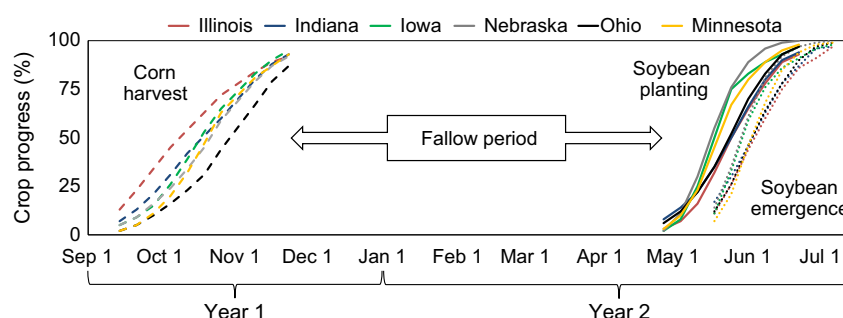 Illinois Indiana Iowa Nebraska Ohio Minnesota
Crop progress (%)
100
75
50
25
0
Corn
harvest
Fallow period
Soybean
planting
Soybean
emergence
Sep 1 Oct 1 Nov 1 Dec 1 Jan 1 Feb 1 Mar 1 Apr 1 May 1 Jun 1 Jul 1
Year 1 Year 2